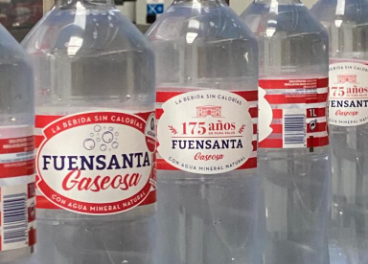 LA BEBIDA SIN CALORÍAS
FUENSANTA
Gaseosa
CON AGUA MINERAL NATURAL
LA BEBIDA SIN CALORÍAS
175 años
FUENSANTA
Gaseosa
CON AGUA MINERAL NATURAL
1L
175 años
FUENSANTA
Gaseosa